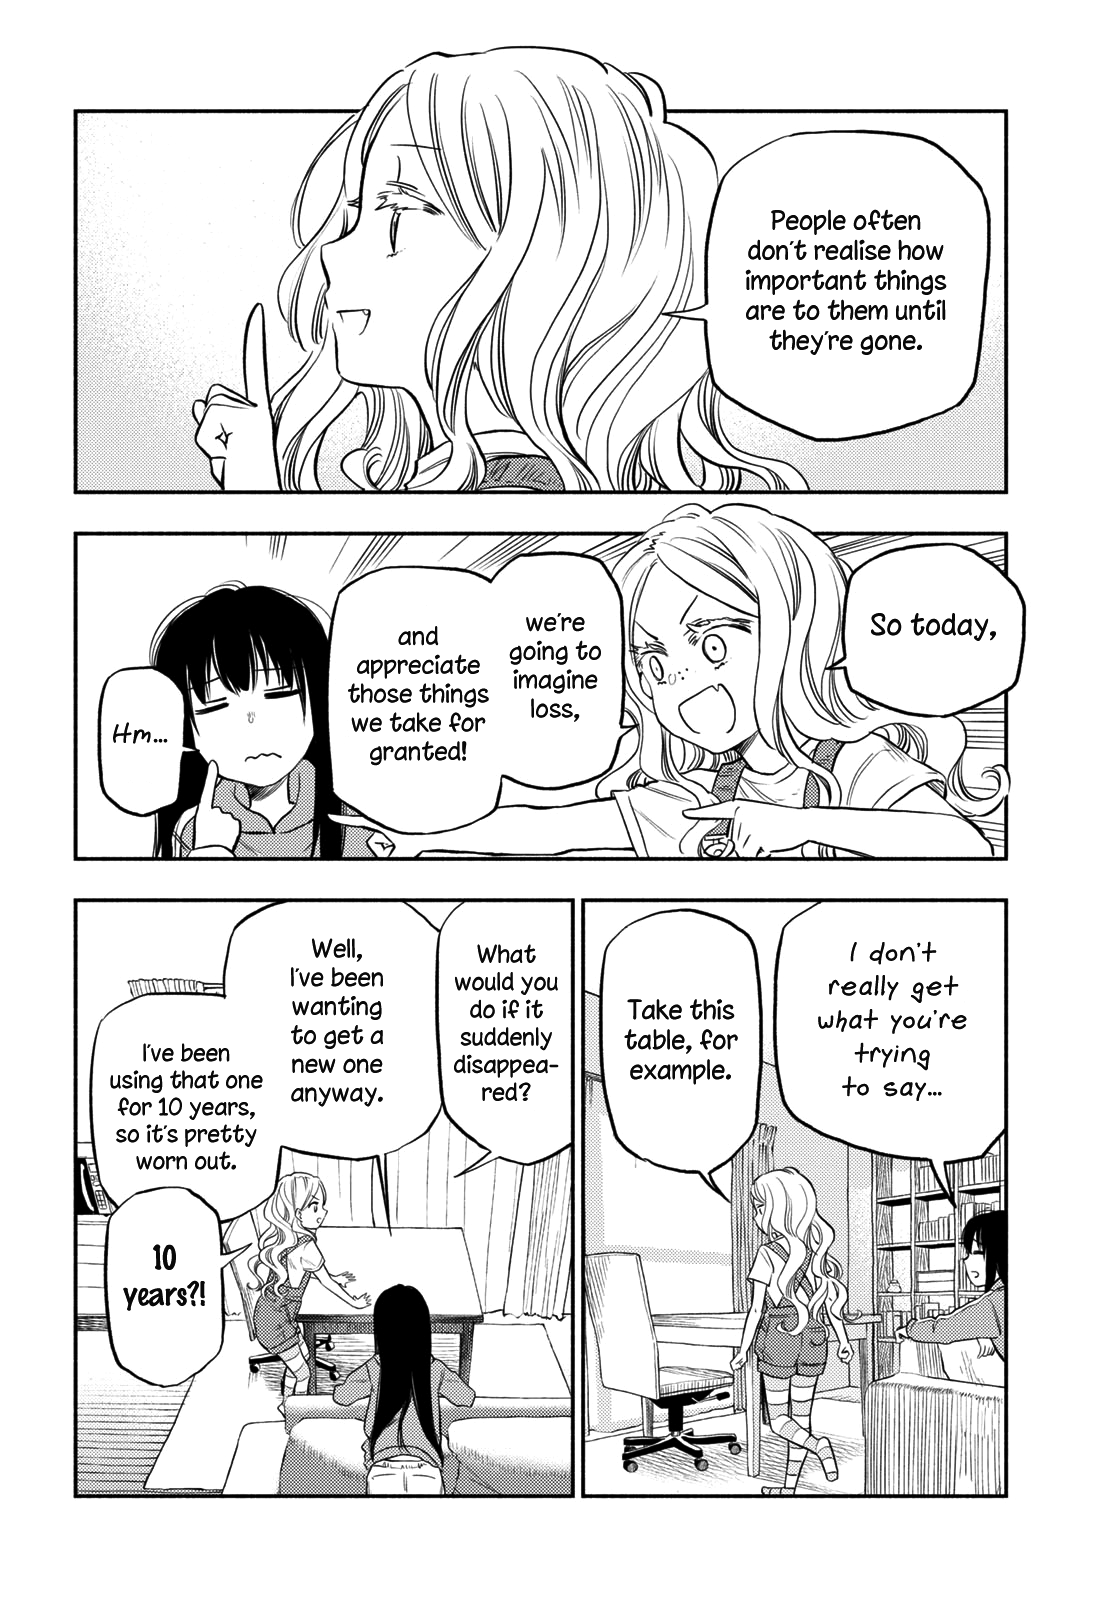 People often
don't realise how
important things
are to them until
they're gone.
So today,
we're
going to
imagine
loss,
and
appreciate
those things
we take for
granted!
Hm...
I don't
really get
what you're
trying
to say...
Take this
table, for
example.
What
would you
do if it
suddenly
disappea-
red?
Well,
I've been
wanting
to get a
new one
anyway.
I've been
using that one
for 10 years,
so it's pretty
worn out.
10
years?!